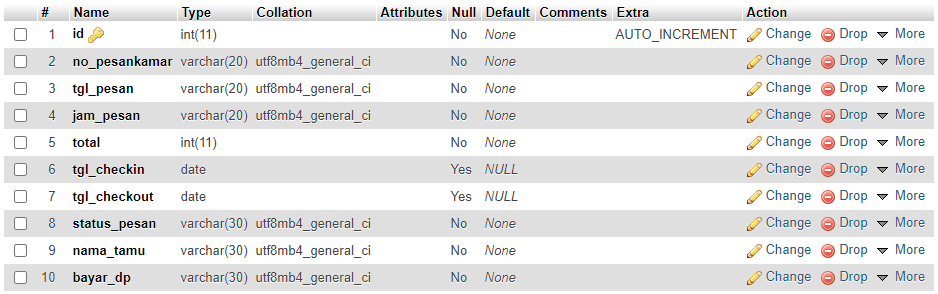 # Name Type Collation Attributes Null Default Comments Extra Action
1 id int(11) No None AUTO_INCREMENT Change Drop More
2 no_pesankamar varchar(20) utf8mb4_general_ci No None Change Drop More
3 tgl_pesan varchar(20) utf8mb4_general_ci No None Change Drop More
4 jam_pesan varchar(20) utf8mb4_general_ci No None Change Drop More
5 total int(11) No None Change Drop More
6 tgl_checkin date Yes NULL Change Drop More
7 tgl_checkout date Yes NULL Change Drop More
8 status_pesan varchar(30) utf8mb4_general_ci No None Change Drop More
9 nama_tamu varchar(30) utf8mb4_general_ci No None Change Drop More
10 bayar_dp varchar(30) utf8mb4_general_ci No None Change Drop More